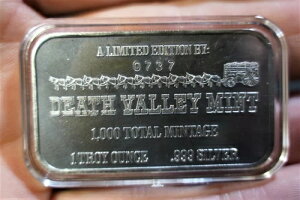 A LIMITED EDITION BY:
0737
DEATH VALLEY MINT
1,000 TOTAL MINTAGE
1 TROY OUNCE .999 SILVER